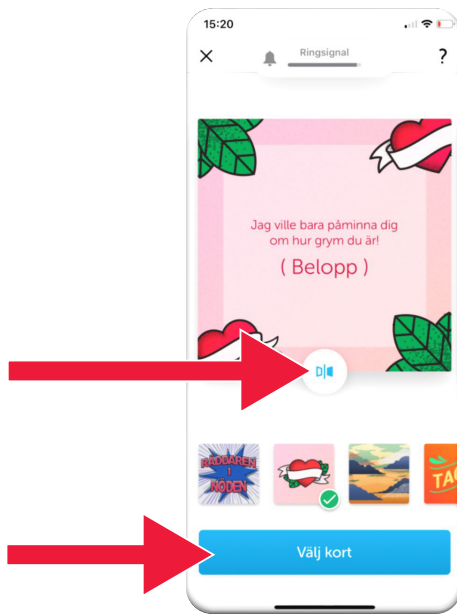 15:20
Ringsignal
?
Jag ville bara påminna dig
om hur grym du är!
( Belopp )
RÄDDAREN
I
NÖDEN
TAC
Välj kort